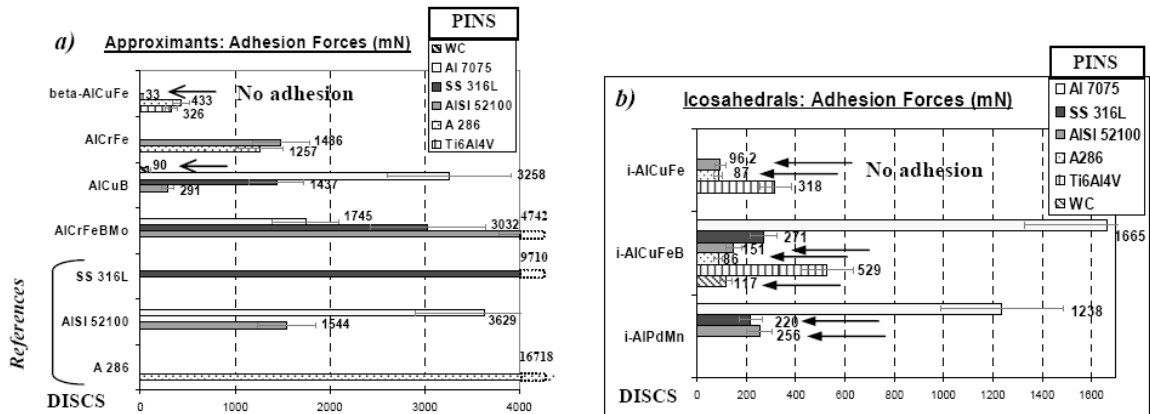 a) Approximants: Adhesion Forces (mN)
PINS
WC
Al 7075
SS 316L
AISI 52100
A 286
Ti6Al4V
beta-AlCuFe
33
No adhesion
433
326
AlCrFe
1486
1257
90
AlCuB
3258
1437
291
AlCrFeBMo
1745
3032
4742
References
SS 316L
9710
AISI 52100
3629
1544
A 286
16718
DISCS
0 1000 2000 3000 4000
b) Icosahedrals: Adhesion Forces (mN)
PINS
Al 7075
SS 316L
AISI 52100
A286
Ti6Al4V
WC
i-AlCuFe
96,2
87
No adhesion
318
i-AlCuFeB
1665
271
151
86
529
117
i-AlPdMn
1238
220
256
DISCS
0 200 400 600 800 1000 1200 1400 1600